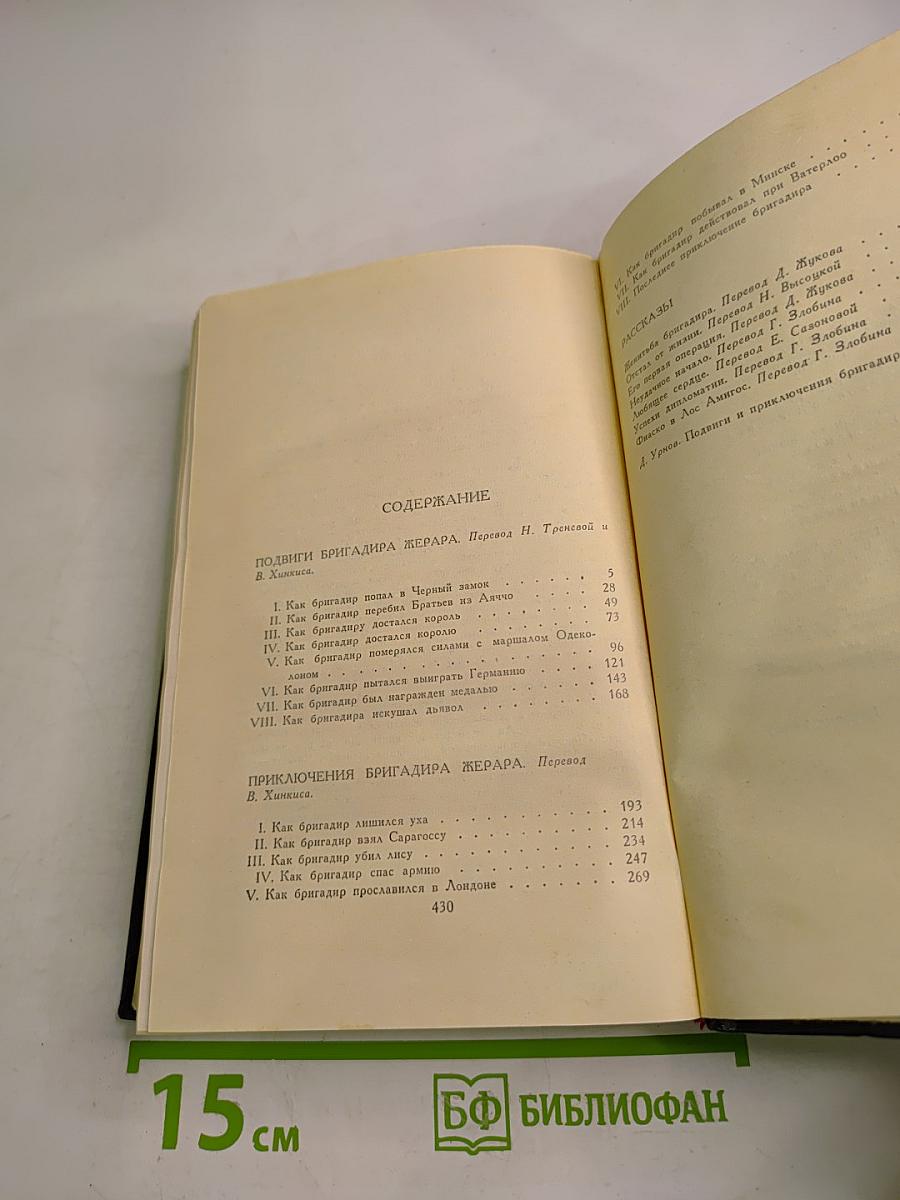 СОДЕРЖАНИЕ
ПОДВИГИ БРИГАДИРА ЖЕРАРА. Перевод Н. Треневой и
В. Хинкиса.
I. Как бригадир попал в Черный замок . . . . . . 5
II. Как бригадир перебил Братьев из Аяччо . . . . 28
III. Как бригадиру достался король . . . . . . . 49
IV. Как бригадир достался королю . . . . . . . 73
V. Как бригадир померялся силами с маршалом Одеко-
лоном . . . . . . . . . . . . . . . 96
VI. Как бригадир пытался выиграть Германию . . . . 121
VII. Как бригадир был награжден медалью . . . . . . 143
VIII. Как бригадира искушал дьявол . . . . . . . 168
ПРИКЛЮЧЕНИЯ БРИГАДИРА ЖЕРАРА. Перевод
В. Хинкиса.
I. Как бригадир лишился уха . . . . . . . . . . 193
II. Как бригадир взял Сарагоссу . . . . . . . . . 214
III. Как бригадир убил лису . . . . . . . . . . . 234
IV. Как бригадир спас армию . . . . . . . . . 247
V. Как бригадир прославился в Лондоне . . . . . . . 269
430
VI. Как бригадир побывал в Минске . . . . .
VII. Как бригадир действовал при Ватерлоо . . .
VIII. Последнее приключение бригадира . . . .
РАССКАЗЫ
Женитьба бригадира. Перевод Д. Жукова . . .
Отстал от жизни. Перевод Н. Высоцкой . . .
Его первая операция. Перевод Д. Жукова . .
Неудачное начало. Перевод Г. Злобина . . .
Любящее сердце. Перевод Е. Сазоновой . .
Успехи дипломатии. Перевод Г. Злобина . .
Фиаско в Лос Амигос. Перевод Г. Злобина
Д. Урнов. Подвиги и приключения бригадир
15 см
БФ БИБЛИОФАН